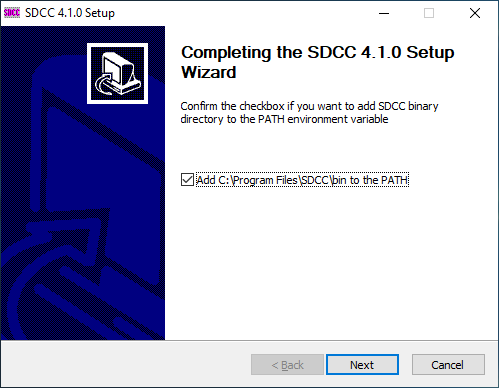 SDCC SDCC 4.1.0 Setup
Completing the SDCC 4.1.0 Setup
Wizard
Confirm the checkbox if you want to add SDCC binary
directory to the PATH environment variable
Add C:\Program Files\SDCC\bin to the PATH
< Back Next Cancel